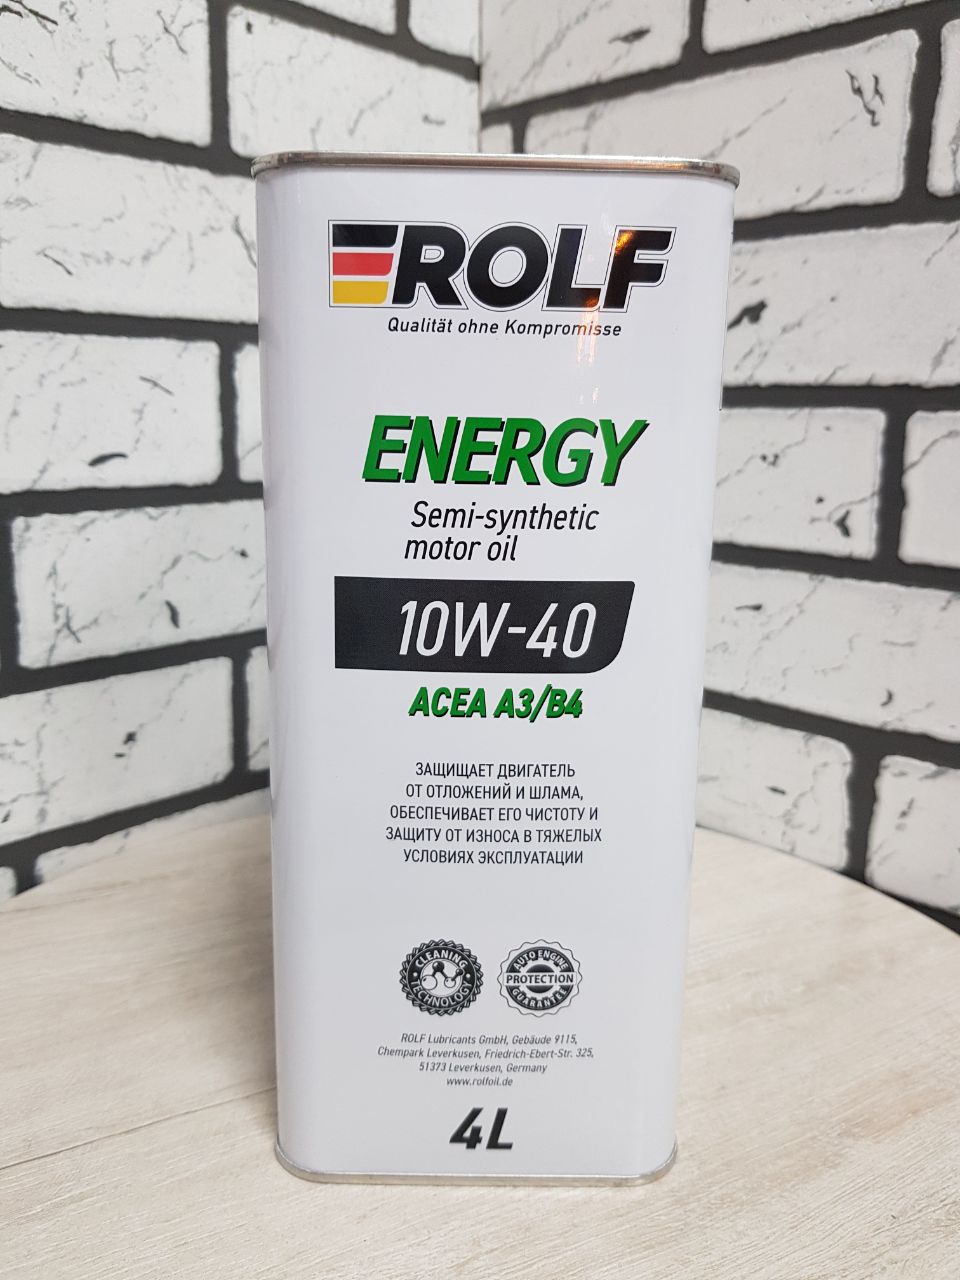 ROLF
Qualität ohne Kompromisse
ENERGY
Semi-synthetic
motor oil
10W-40
ACEA A3/B4
ЗАЩИЩАЕТ ДВИГАТЕЛЬ
ОТ ОТЛОЖЕНИЙ И ШЛАМА,
ОБЕСПЕЧИВАЕТ ЕГО ЧИСТОТУ И
ЗАЩИТУ ОТ ИЗНОСА В ТЯЖЕЛЫХ
УСЛОВИЯХ ЭКСПЛУАТАЦИИ
CLEANING
TECHNOLOGY
AUTO ENGINE
PROTECTION
GUARANTEE
ROLF Lubricants GmbH, Gebäude 9115,
Chempark Leverkusen, Friedrich-Ebert-Str. 325,
51373 Leverkusen, Germany
www.rolfoil.de
4L